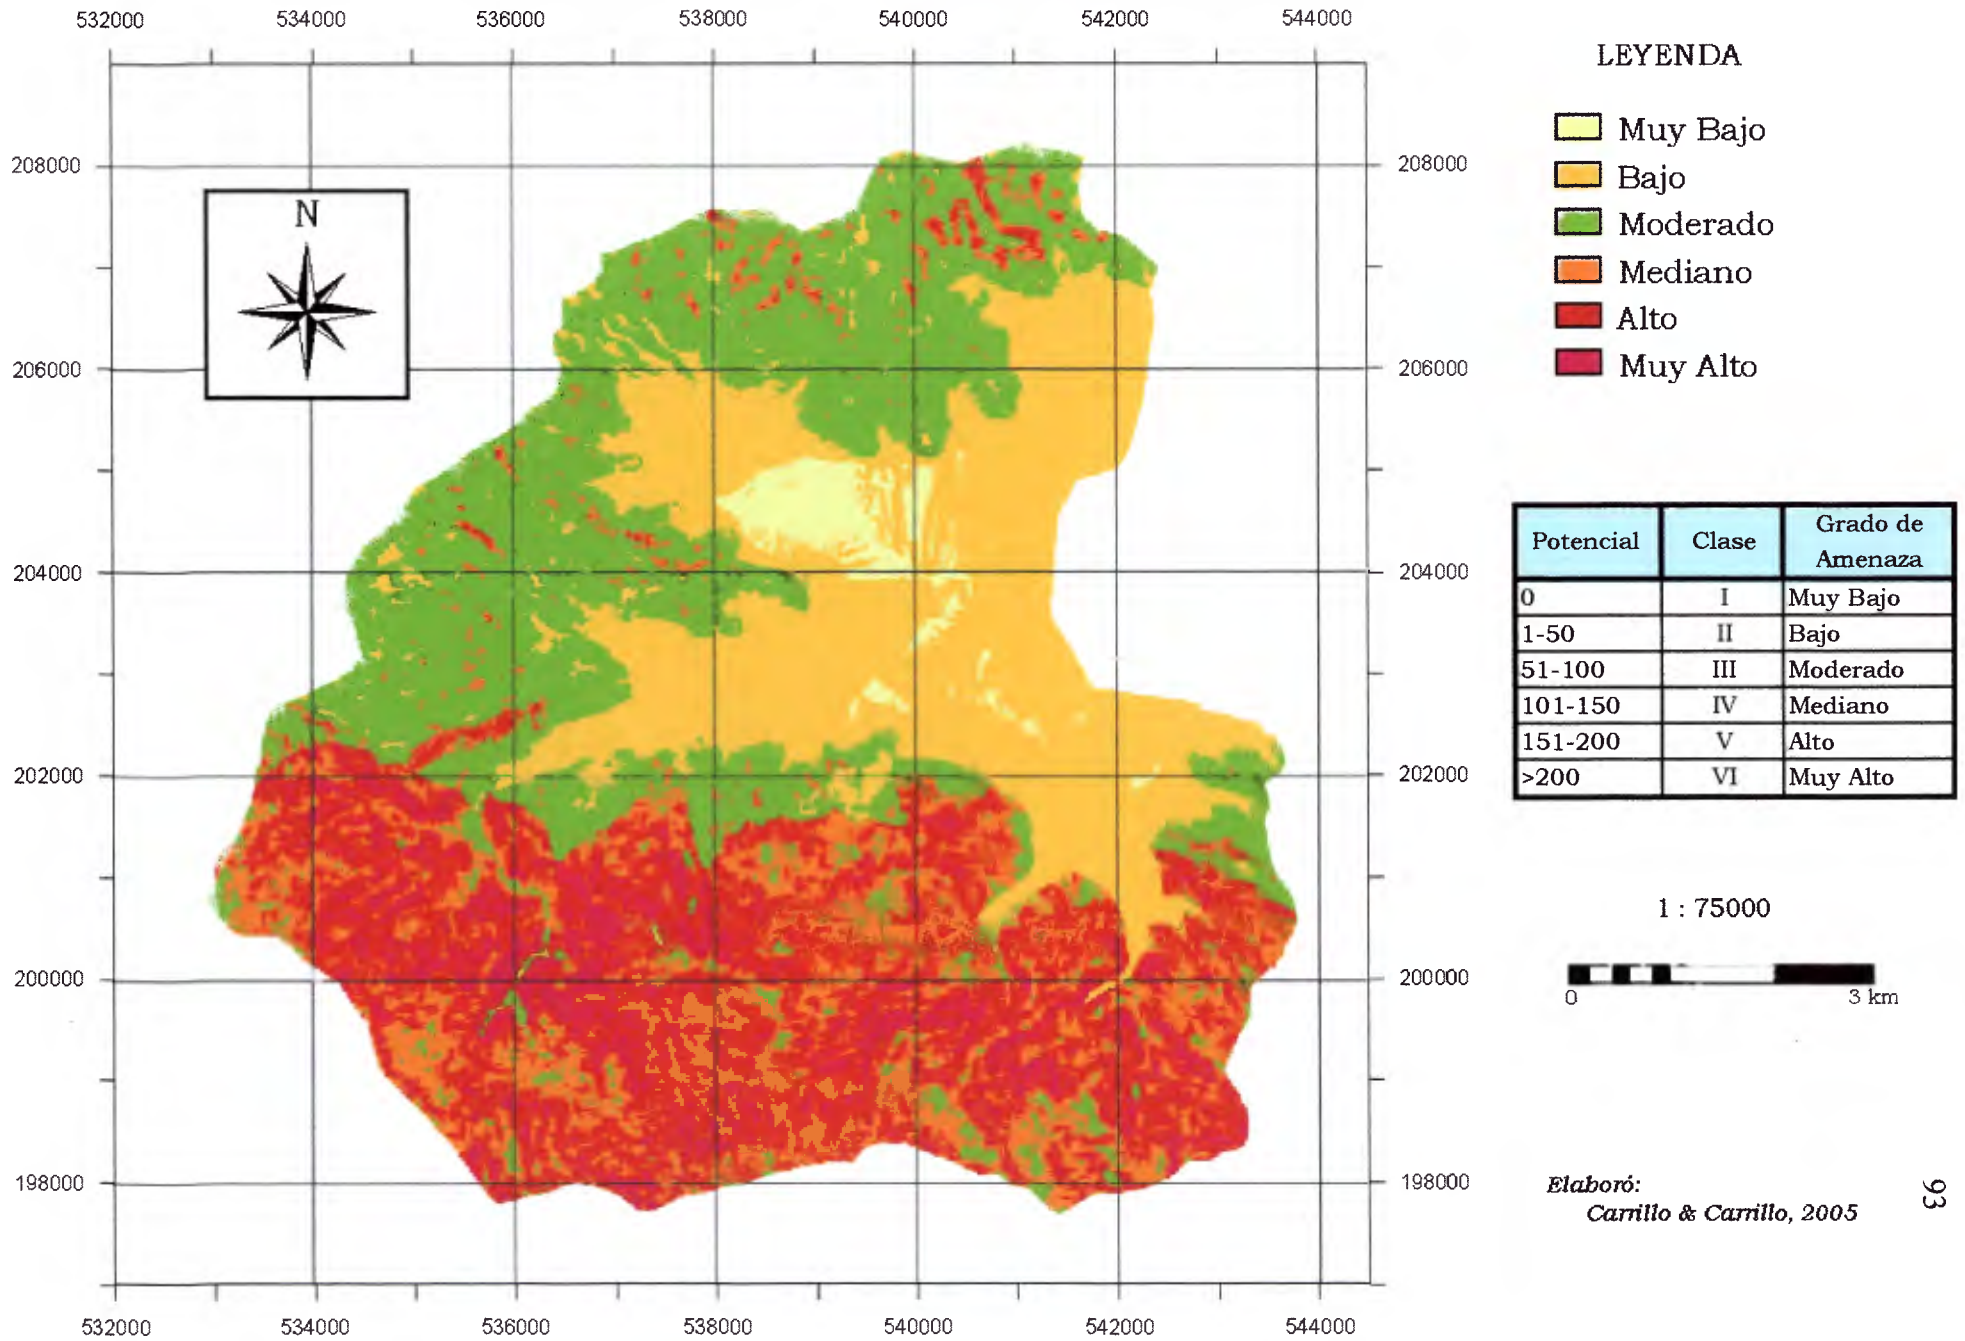 532000 534000 536000 538000 540000 542000 544000
208000 208000
206000 206000
204000 204000
202000 202000
200000 200000
198000 198000
532000 534000 536000 538000 540000 542000 544000
N
LEYENDA
Muy Bajo
Bajo
Moderado
Mediano
Alto
Muy Alto
Potencial Clase Grado de Amenaza
0 I Muy Bajo
1-50 II Bajo
51-100 III Moderado
101-150 IV Mediano
151-200 V Alto
>200 VI Muy Alto
1 : 75000
0 3 km
Elaboró:
Carrillo & Carrillo, 2005
93